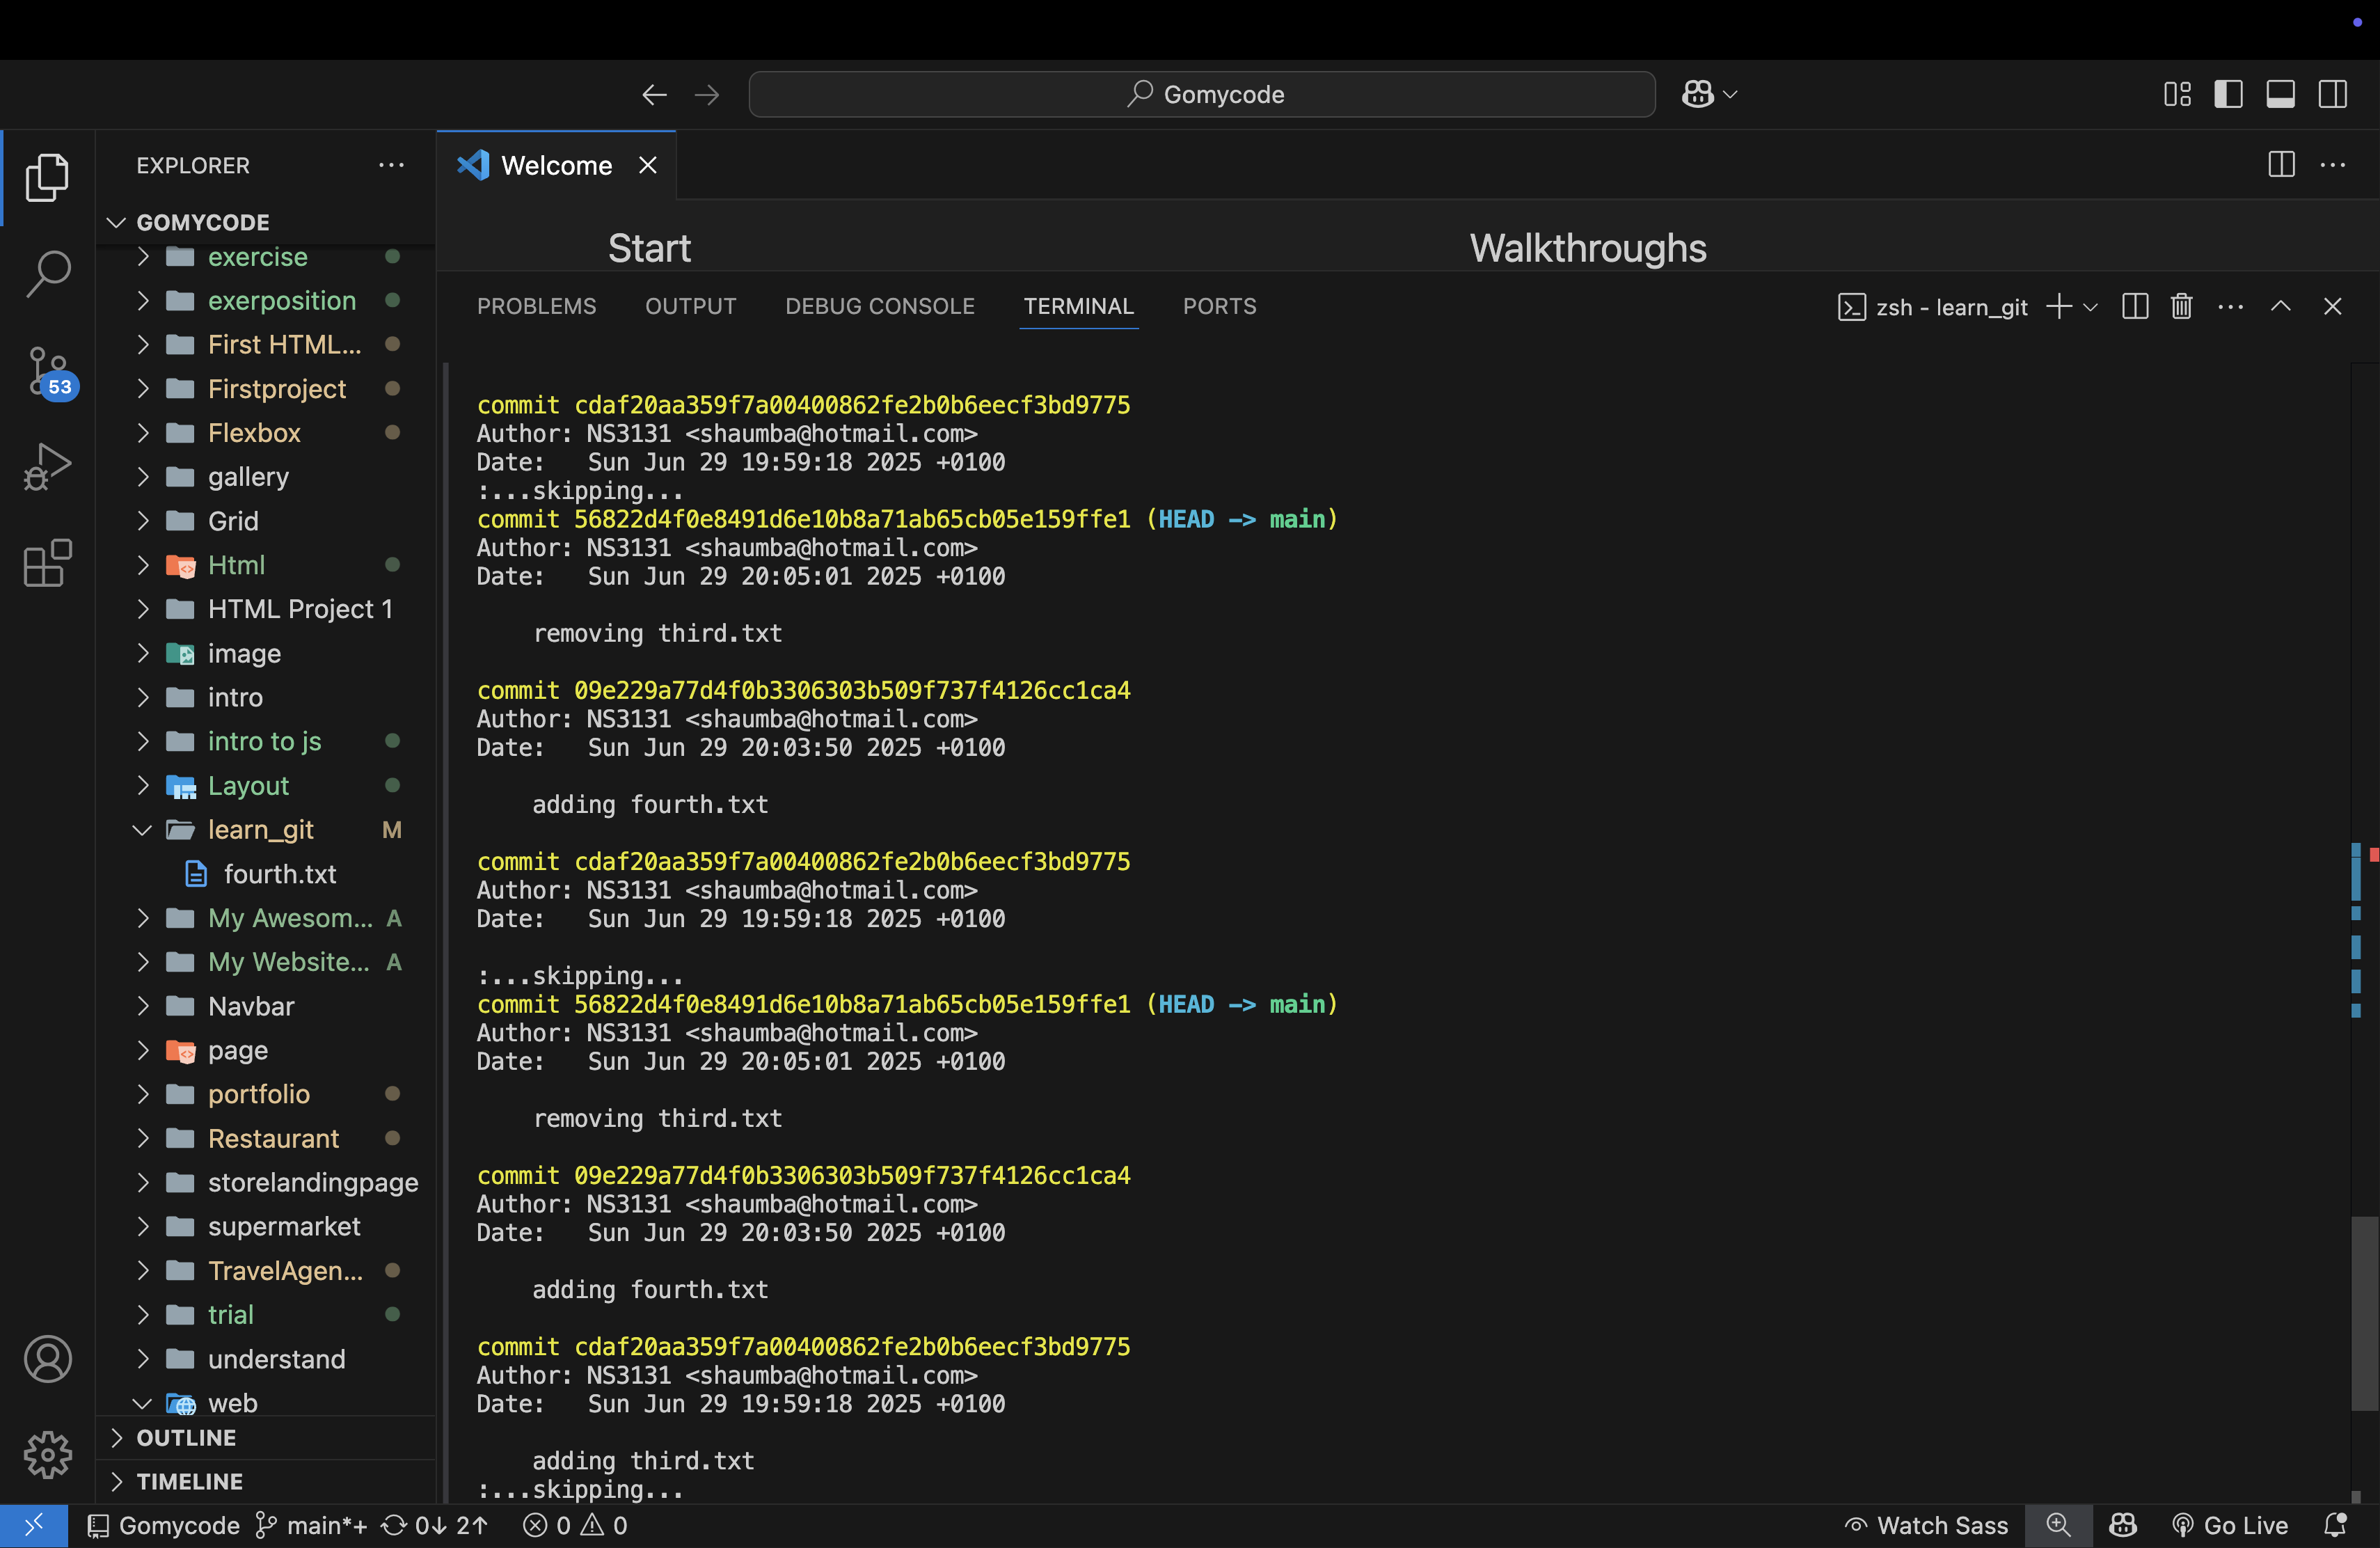 Gomycode
EXPLORER
Welcome
GOMYCODE
exercise
exerposition
First HTML...
Firstproject
Flexbox
gallery
Grid
Html
HTML Project 1
image
intro
intro to js
Layout
learn_git M
fourth.txt
My Awesom... A
My Website... A
Navbar
page
portfolio
Restaurant
storelandingpage
supermarket
TravelAgen...
trial
understand
web
OUTLINE
TIMELINE
53
Start
Walkthroughs
PROBLEMS OUTPUT DEBUG CONSOLE TERMINAL PORTS
zsh - learn_git
commit cdaf20aa359f7a00400862fe2b0b6eecf3bd9775
Author: NS3131 <shaumba@hotmail.com>
Date:   Sun Jun 29 19:59:18 2025 +0100
:...skipping...
commit 56822d4f0e8491d6e10b8a71ab65cb05e159ffe1 (HEAD -> main)
Author: NS3131 <shaumba@hotmail.com>
Date:   Sun Jun 29 20:05:01 2025 +0100
removing third.txt
commit 09e229a77d4f0b3306303b509f737f4126cc1ca4
Author: NS3131 <shaumba@hotmail.com>
Date:   Sun Jun 29 20:03:50 2025 +0100
adding fourth.txt
commit cdaf20aa359f7a00400862fe2b0b6eecf3bd9775
Author: NS3131 <shaumba@hotmail.com>
Date:   Sun Jun 29 19:59:18 2025 +0100
:...skipping...
commit 56822d4f0e8491d6e10b8a71ab65cb05e159ffe1 (HEAD -> main)
Author: NS3131 <shaumba@hotmail.com>
Date:   Sun Jun 29 20:05:01 2025 +0100
removing third.txt
commit 09e229a77d4f0b3306303b509f737f4126cc1ca4
Author: NS3131 <shaumba@hotmail.com>
Date:   Sun Jun 29 20:03:50 2025 +0100
adding fourth.txt
commit cdaf20aa359f7a00400862fe2b0b6eecf3bd9775
Author: NS3131 <shaumba@hotmail.com>
Date:   Sun Jun 29 19:59:18 2025 +0100
adding third.txt
:...skipping...
Gomycode main*+ 0↓ 2↑ 0 0 Watch Sass Go Live